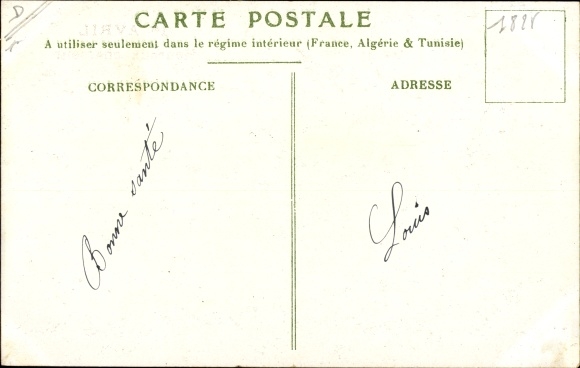 CARTE POSTALE
A utiliser seulement dans le régime intérieur (France, Algérie & Tunisie)
CORRESPONDANCE
ADRESSE
Bonne santé
Louis